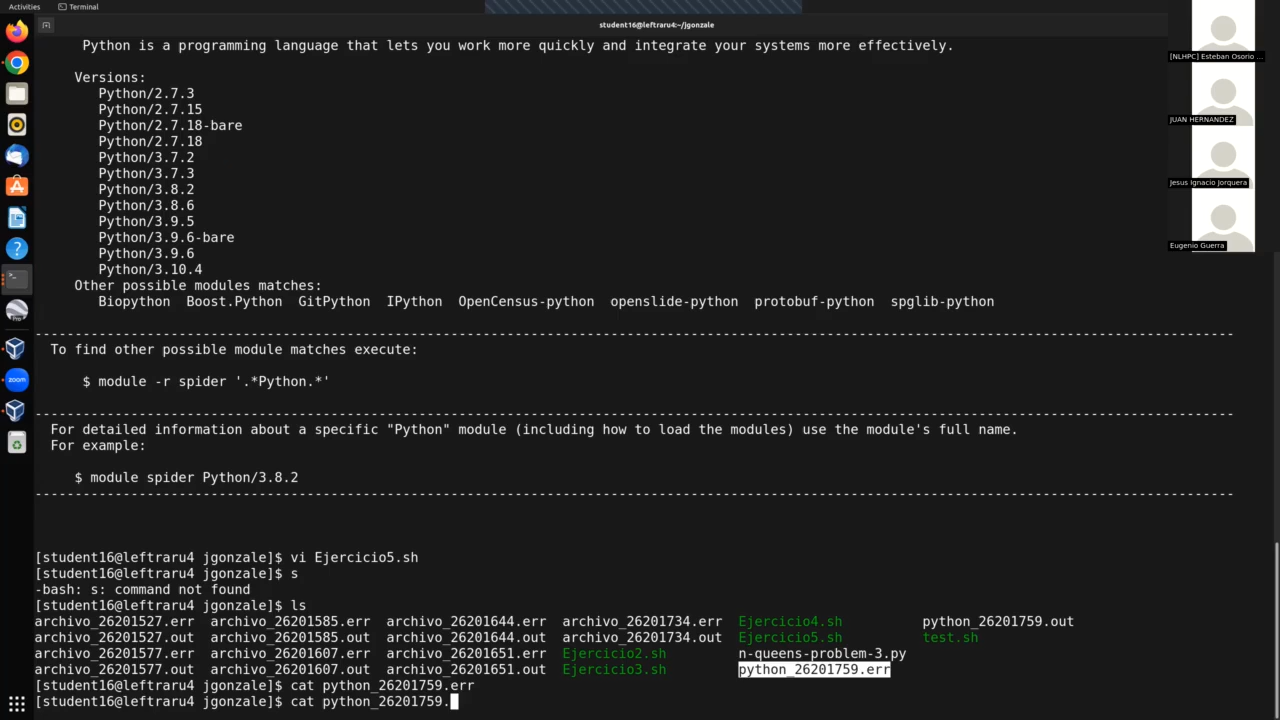 Activities Terminal
student16@leftraru4:~/jgonzale
Python is a programming language that lets you work more quickly and integrate your systems more effectively.
Versions:
Python/2.7.3
Python/2.7.15
Python/2.7.18-bare
Python/2.7.18
Python/3.7.2
Python/3.7.3
Python/3.8.2
Python/3.8.6
Python/3.9.5
Python/3.9.6-bare
Python/3.9.6
Python/3.10.4
Other possible modules matches:
Biopython Boost.Python GitPython IPython OpenCensus-python openslide-python protobuf-python spglib-python
--------------------------------------------------------------------------------------------------------------------------------------------------
To find other possible module matches execute:
$ module -r spider '.*Python.*'
--------------------------------------------------------------------------------------------------------------------------------------------------
For detailed information about a specific "Python" module (including how to load the modules) use the module's full name.
For example:
$ module spider Python/3.8.2
--------------------------------------------------------------------------------------------------------------------------------------------------
[student16@leftraru4 jgonzale]$ vi Ejercicio5.sh
[student16@leftraru4 jgonzale]$ s
-bash: s: command not found
[student16@leftraru4 jgonzale]$ ls
archivo_26201527.err archivo_26201585.err archivo_26201644.err archivo_26201734.err Ejercicio4.sh python_26201759.out
archivo_26201527.out archivo_26201585.out archivo_26201644.out archivo_26201734.out Ejercicio5.sh test.sh
archivo_26201577.err archivo_26201607.err archivo_26201651.err Ejercicio2.sh n-queens-problem-3.py
archivo_26201577.out archivo_26201607.out archivo_26201651.out Ejercicio3.sh python_26201759.err
[student16@leftraru4 jgonzale]$ cat python_26201759.err
[student16@leftraru4 jgonzale]$ cat python_26201759.
[NLHPC] Esteban Osorio ...
JUAN HERNANDEZ
Jesus Ignacio Jorquera
Eugenio Guerra
zoom
Pro